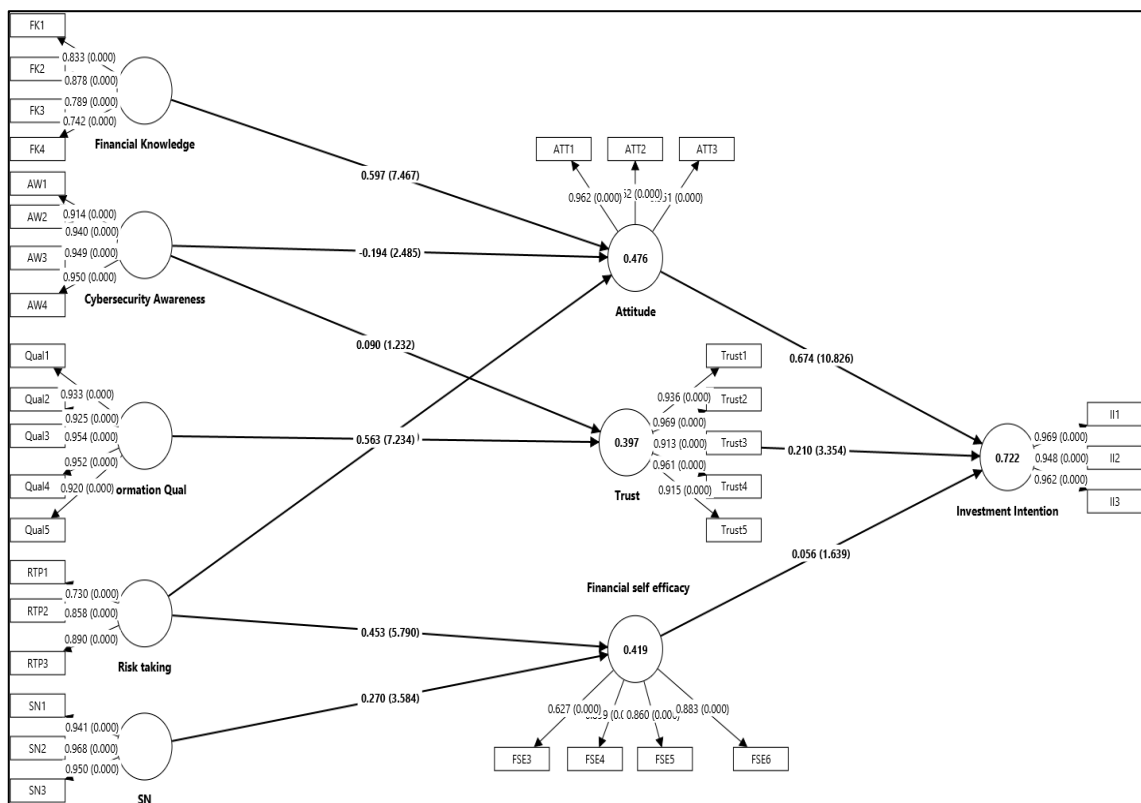 FK1
0.833 (0.000)
FK2
0.878 (0.000)
0.789 (0.000)
FK3
0.742 (0.000)
FK4
Financial Knowledge
AW1
0.914 (0.000)
AW2
0.940 (0.000)
AW3
0.949 (0.000)
0.950 (0.000)
AW4
Cybersecurity Awareness
Qual1
0.933 (0.000)
Qual2
0.925 (0.000)
Qual3
0.954 (0.000)
0.952 (0.000)
Qual4
0.920 (0.000)
ormation Qual
Qual5
RTP1
0.730 (0.000)
RTP2
0.858 (0.000)
0.890 (0.000)
RTP3
Risk taking
SN1
0.941 (0.000)
SN2
0.968 (0.000)
0.950 (0.000)
SN3
SN
0.597 (7.467)
-0.194 (2.485)
0.090 (1.232)
0.563 (7.234)
0.453 (5.790)
0.270 (3.584)
ATT1
ATT2
ATT3
0.962 (0.000)
52 (0.000)
51 (0.000)
0.476
Attitude
Trust1
0.936 (0.000)
Trust2
0.969 (0.000)
0.397
0.913 (0.000)
Trust3
0.961 (0.000)
Trust4
0.915 (0.000)
Trust
Trust5
Financial self efficacy
0.419
0.627 (0.000)
0.860 (0.000)
0.883 (0.000)
FSE3
FSE4
FSE5
FSE6
0.674 (10.826)
0.210 (3.354)
0.056 (1.639)
II1
0.969 (0.000)
0.722
0.948 (0.000)
II2
0.962 (0.000)
II3
Investment Intention